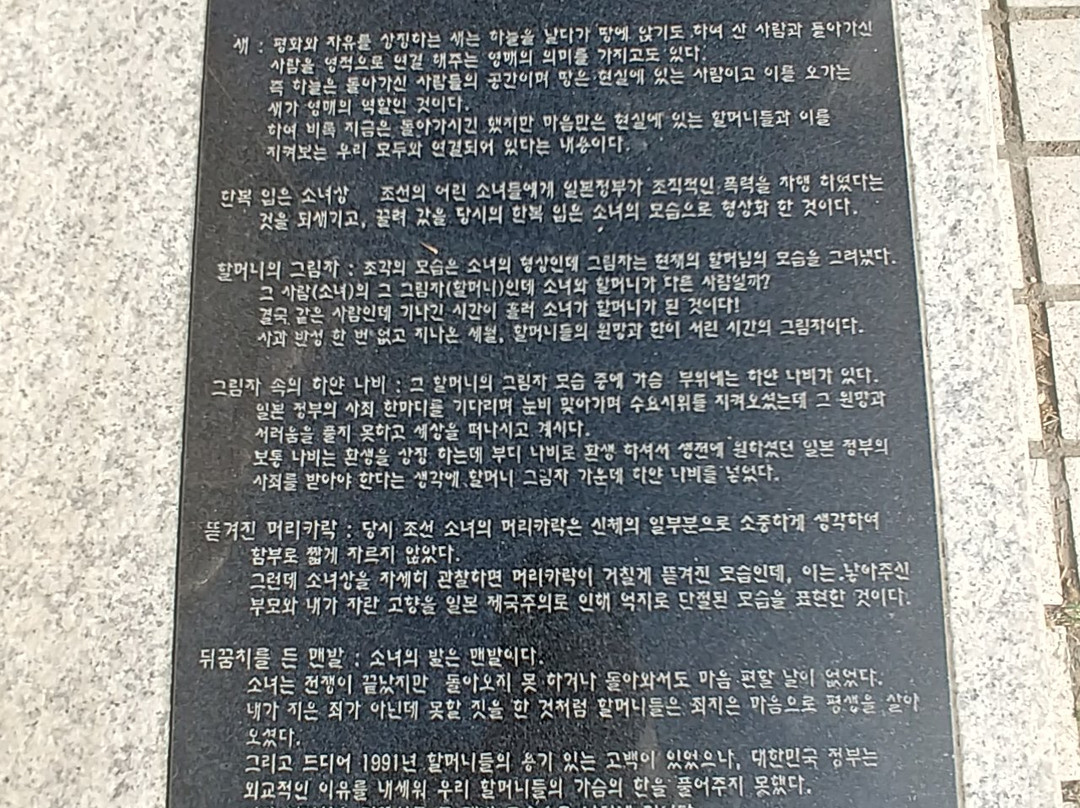 새 : 평화와 자유를 상징하는 새는 하늘을 날다가 땅에 앉기도 하여 산 사람과 돌아가신
사람을 영적으로 연결 해주는 영매의 의미를 가지고도 있다.
즉 하늘은 돌아가신 사람들의 공간이며 땅은 현실에 있는 사람이고 이를 오가는
새가 영매의 역할인 것이다.
하여 비록 지금은 돌아가시긴 했지만 마음만은 현실에 있는 할머니들과 이를
지켜보는 우리 모두와 연결되어 있다는 내용이다.
한복 입은 소녀상 조선의 어린 소녀들에게 일본정부가 조직적인 폭력을 자행 하였다는
것을 되새기고, 끌려 갔을 당시의 한복 입은 소녀의 모습으로 형상화 한 것이다.
할머니의 그림자 : 조각의 모습은 소녀의 형상인데 그림자는 현재의 할머님의 모습을 그려냈다.
그 사람(소녀)의 그 그림자(할머니)인데 소녀와 할머니가 다른 사람일까?
결국 같은 사람인데 기나긴 시간이 흘러 소녀가 할머니가 된 것이다!
사과 반성 한 번 없고 지나온 세월, 할머니들의 원망과 한이 서린 시간의 그림자이다.
그림자 속의 하얀 나비 : 그 할머니의 그림자 모습 중에 가슴 부위에는 하얀 나비가 있다.
일본 정부의 사죄 한마디를 기다리며 눈비 맞아가며 수요시위를 지켜오셨는데 그 원망과
서러움을 풀지 못하고 세상을 떠나시고 계시다.
보통 나비는 환생을 상징 하는데 부디 나비로 환생 하셔서 생전에 원하셨던 일본 정부의
사죄를 받아야 한다는 생각에 할머니 그림자 가운데 하얀 나비를 넣었다.
뜯겨진 머리카락 : 당시 조선 소녀의 머리카락은 신체의 일부분으로 소중하게 생각하여
함부로 짧게 자르지 않았다.
그런데 소녀상을 자세히 관찰하면 머리카락이 거칠게 뜯겨진 모습인데, 이는 낳아주신
부모와 내가 자란 고향을 일본 제국주의로 인해 억지로 단절된 모습을 표현한 것이다.
뒤꿈치를 든 맨발 : 소녀의 발은 맨발이다.
소녀는 전쟁이 끝났지만 돌아오지 못 하거나 돌아와서도 마음 편할 날이 없었다.
내가 지은 죄가 아닌데 못할 짓을 한 것처럼 할머니들은 죄지은 마음으로 평생을 살아
오셨다.
그리고 드디어 1991년 할머니들의 용기 있는 고백이 있었으나, 대한민국 정부는
외교적인 이유를 내세워 우리 할머니들의 가슴의 한을 풀어주지 못했다.